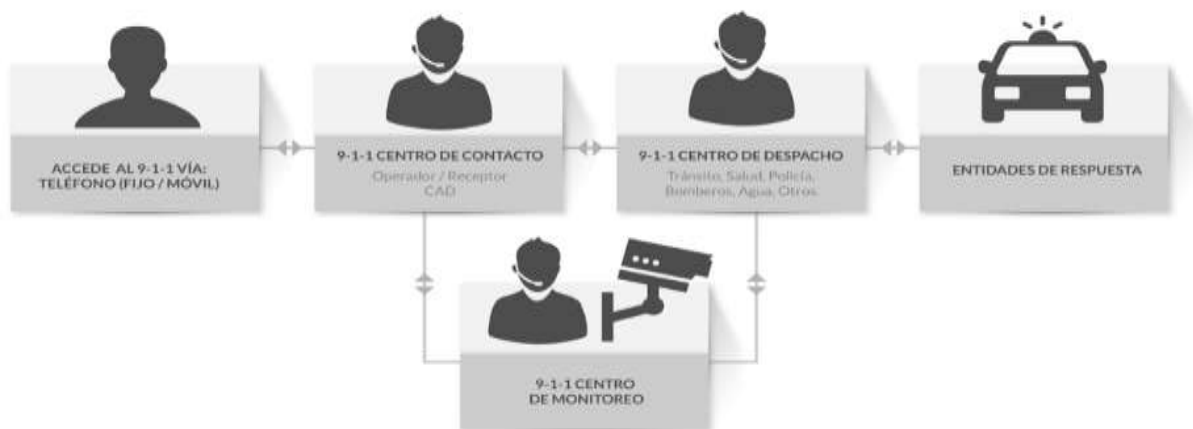 ACCEDE AL 9-1-1 VÍA:
TELÉFONO (FIJO / MÓVIL)
9-1-1 CENTRO DE CONTACTO
Operador / Receptor
CAD
9-1-1 CENTRO DE DESPACHO
Tránsito, Salud, Policía,
Bomberos, Agua, Otros.
ENTIDADES DE RESPUESTA
9-1-1 CENTRO
DE MONITOREO